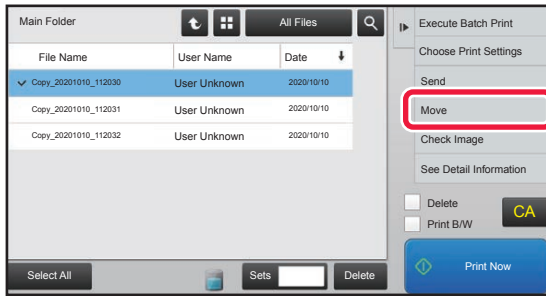 Main Folder
All Files
File Name User Name Date
Copy_20201010_112030 User Unknown 2020/10/10
Copy_20201010_112031 User Unknown 2020/10/10
Copy_20201010_112032 User Unknown 2020/10/10
Select All Sets Delete
Execute Batch Print
Choose Print Settings
Send
Move
Check Image
See Detail Information
Delete
Print B/W
CA
Print Now